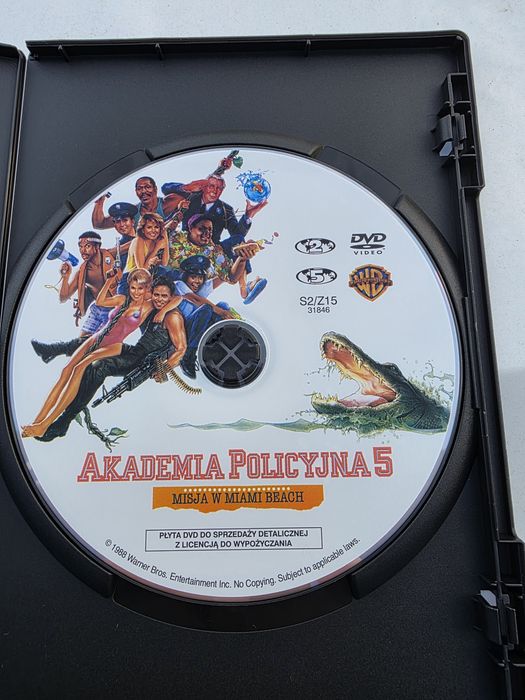 2
DVD
VIDEO
5
WB
S2/Z15
31846
AKADEMIA POLICYJNA 5
MISJA W MIAMI BEACH
PŁYTA DVD DO SPRZEDAŻY DETALICZNEJ
Z LICENCJĄ DO WYPOŻYCZANIA
© 1988 Warner Bros. Entertainment Inc. No Copying. Subject to applicable laws.